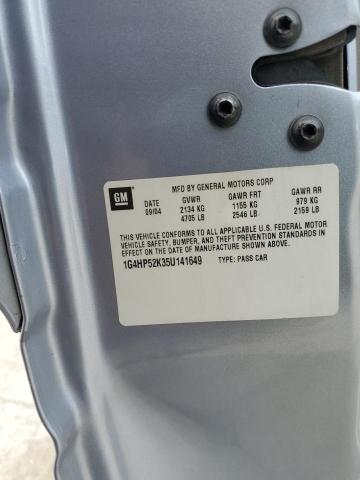 MFD BY GENERAL MOTORS CORP
GM DATE GVWR GAWR FRT GAWR RR
09/04 2134 KG 1155 KG 979 KG
4705 LB 2546 LB 2159 LB
THIS VEHICLE CONFORMS TO ALL APPLICABLE U.S. FEDERAL MOTOR
VEHICLE SAFETY, BUMPER, AND THEFT PREVENTION STANDARDS IN
EFFECT ON THE DATE OF MANUFACTURE SHOWN ABOVE.
1G4HP52K35U141649 TYPE: PASS CAR